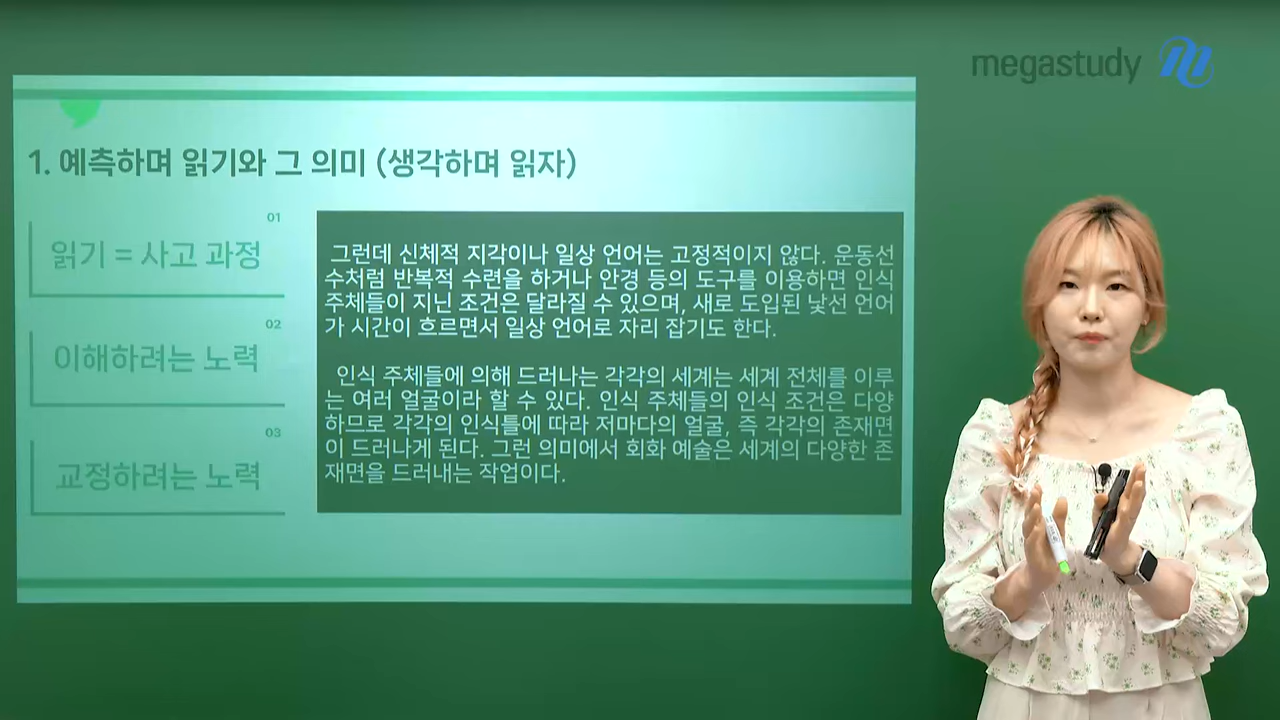 megastudy
1. 예측하며 읽기와 그 의미 (생각하며 읽자)
01
읽기 = 사고 과정
02
이해하려는 노력
03
교정하려는 노력
그런데 신체적 지각이나 일상 언어는 고정적이지 않다. 운동선
수처럼 반복적 수련을 하거나 안경 등의 도구를 이용하면 인식
주체들이 지닌 조건은 달라질 수 있으며, 새로 도입된 낯선 언어
가 시간이 흐르면서 일상 언어로 자리 잡기도 한다.
인식 주체들에 의해 드러나는 각각의 세계는 세계 전체를 이루
는 여러 얼굴이라 할 수 있다. 인식 주체들의 인식 조건은 다양
하므로 각각의 인식틀에 따라 저마다의 얼굴, 즉 각각의 존재면
이 드러나게 된다. 그런 의미에서 회화 예술은 세계의 다양한 존
재면을 드러내는 작업이다.